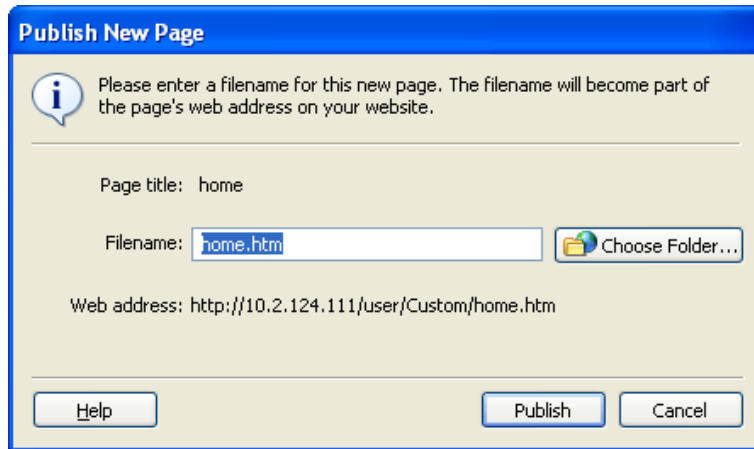 Publish New Page
Please enter a filename for this new page. The filename will become part of
the page's web address on your website.
Page title: home
Filename: home.htm Choose Folder...
Web address: http://10.2.124.111/user/Custom/home.htm
Help Publish Cancel